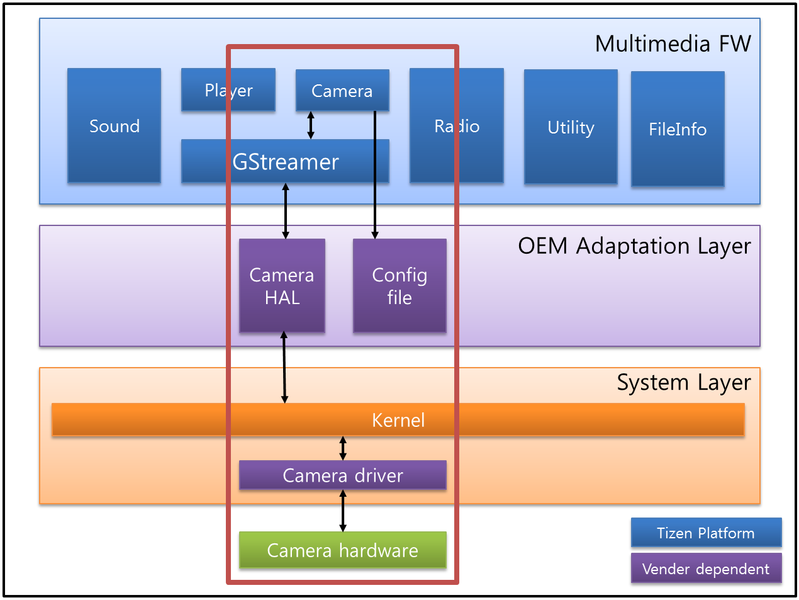 Multimedia FW
Sound
Player
Camera
Radio
Utility
FileInfo
GStreamer
OEM Adaptation Layer
Camera
HAL
Config
file
System Layer
Kernel
Camera driver
Camera hardware
Tizen Platform
Vender dependent